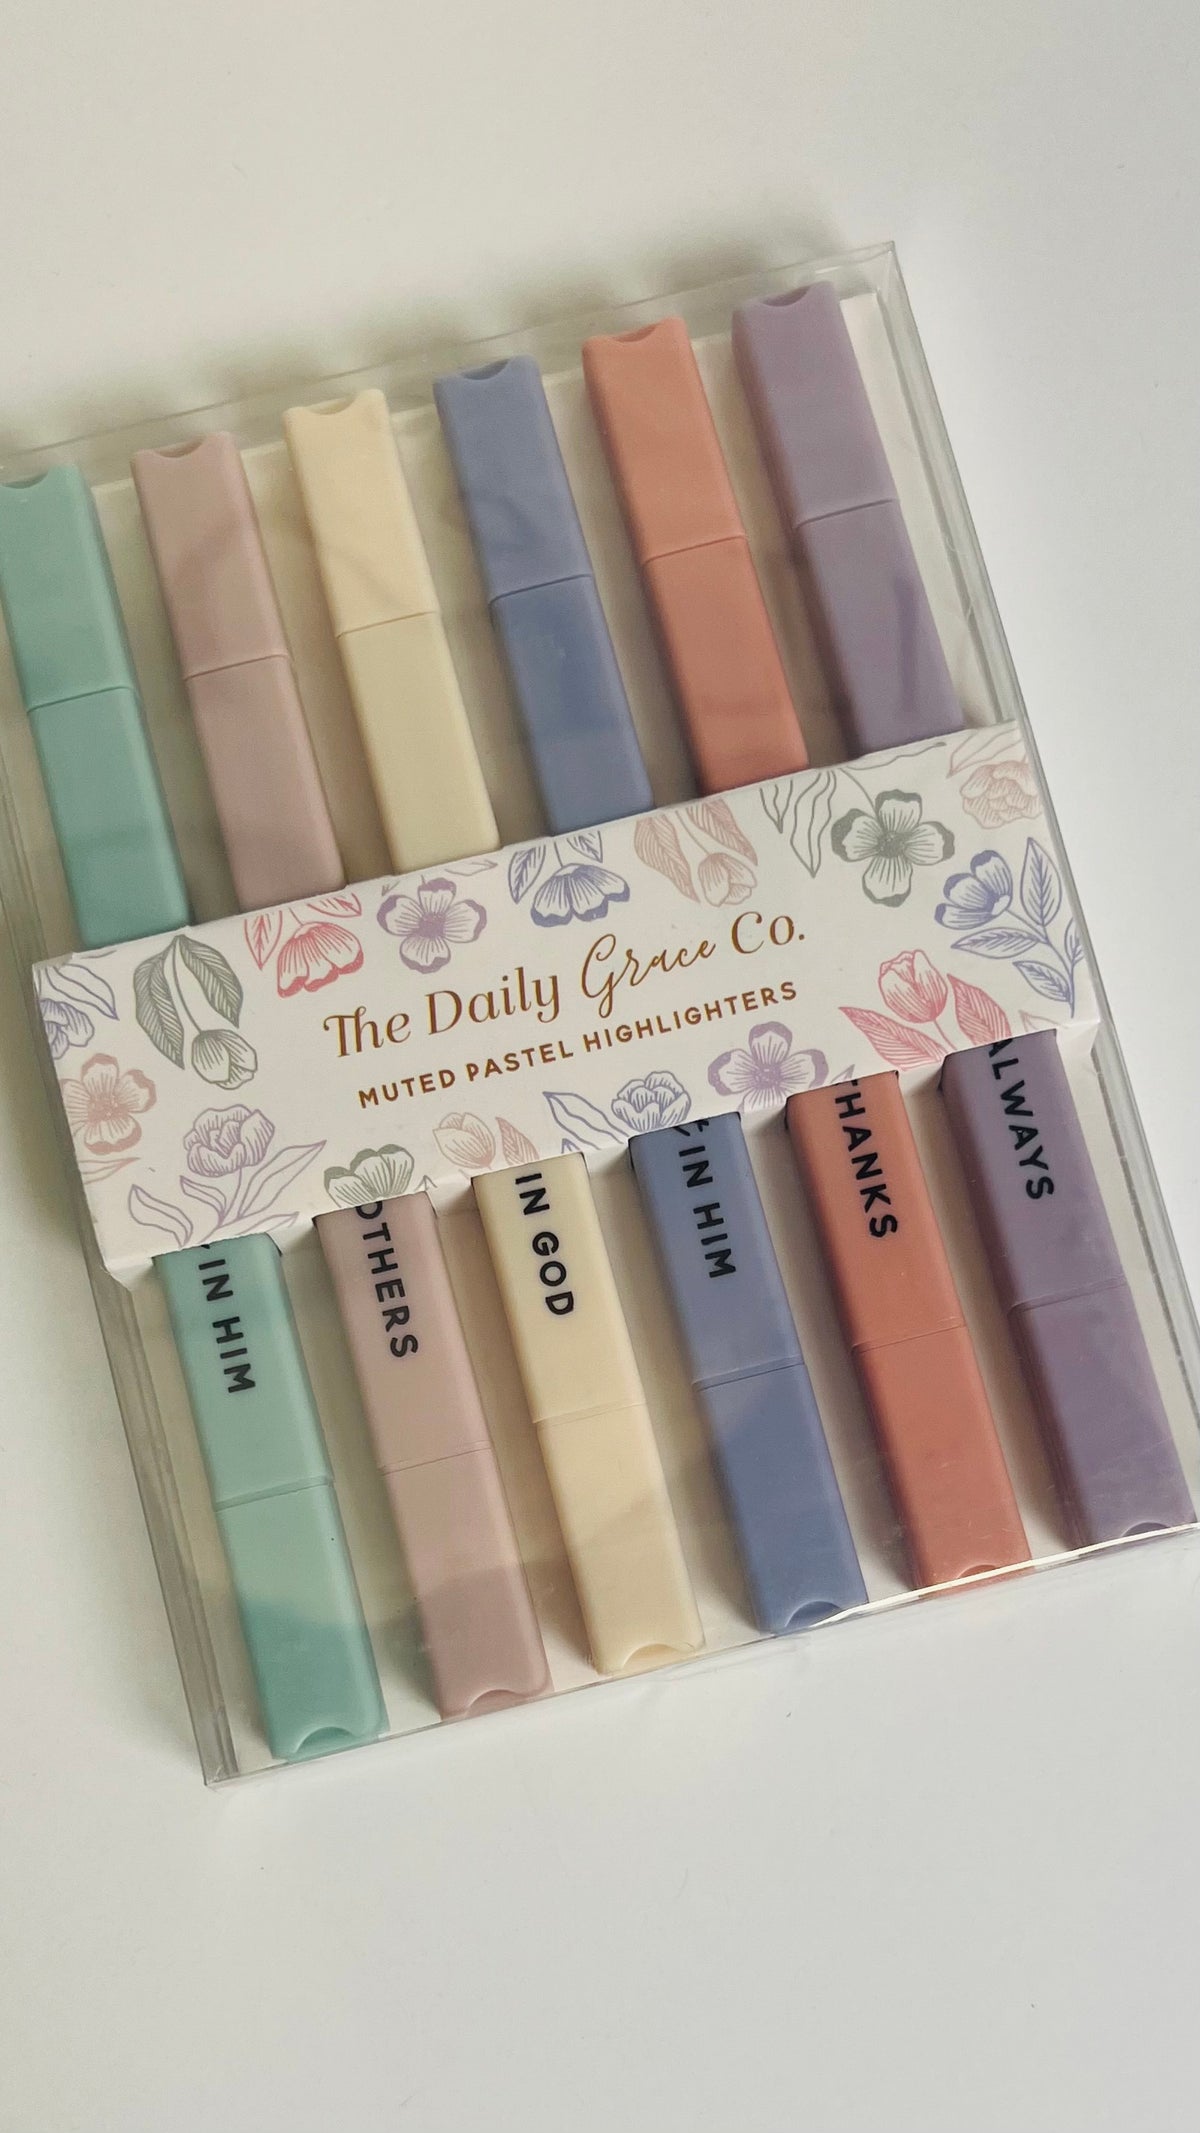 The Daily Grace Co.
MUTED PASTEL HIGHLIGHTERS
IN HIM
OTHERS
IN GOD
IN HIM
THANKS
ALWAYS